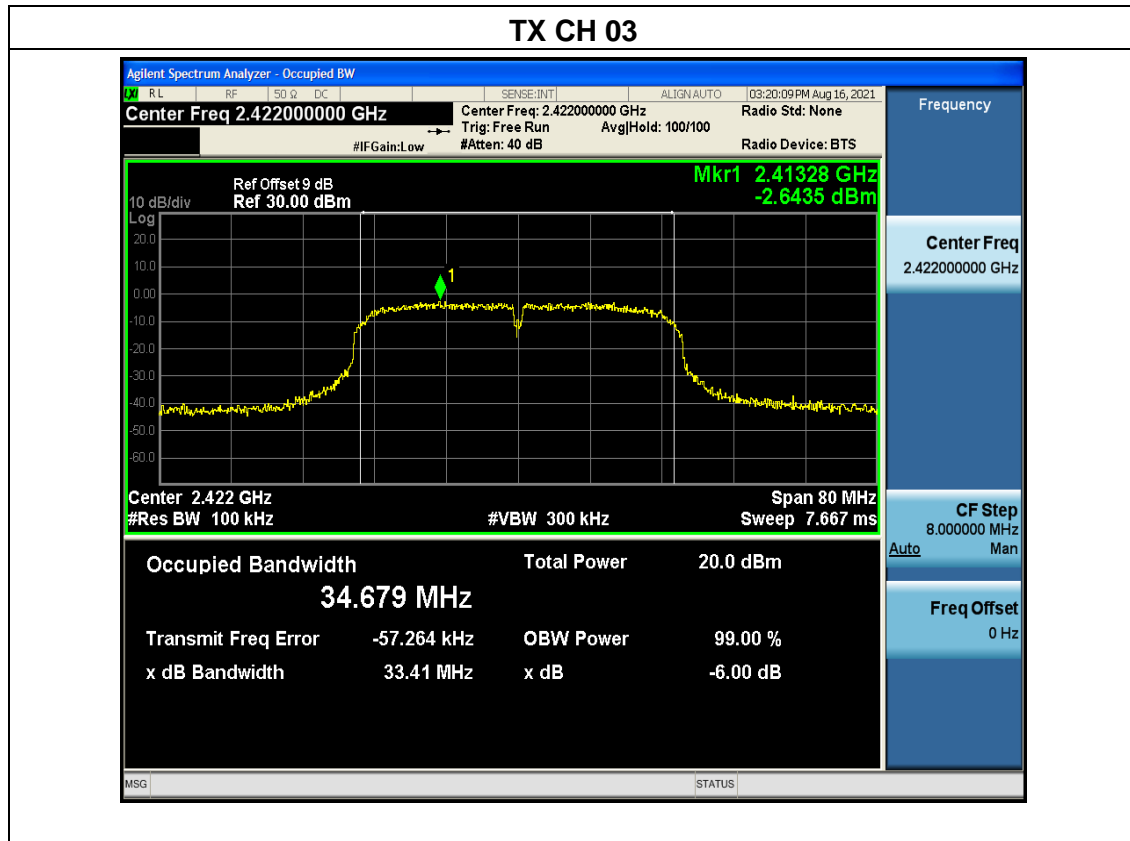 TX CH 03
Agilent Spectrum Analyzer - Occupied BW
LXI RL RF 50 Ω DC SENSE:INT ALIGN AUTO 03:20:09 PM Aug 16, 2021
Center Freq 2.422000000 GHz Center Freq: 2.422000000 GHz Radio Std: None
Trig: Free Run Avg|Hold: 100/100
#IFGain:Low #Atten: 40 dB Radio Device: BTS
Frequency
Mkr1 2.41328 GHz
-2.6435 dBm
Ref Offset 9 dB
10 dB/div Ref 30.00 dBm
Log
20.0
10.0
0.00
-10.0
-20.0
-30.0
-40.0
-50.0
-60.0
1
Center 2.422 GHz Span 80 MHz
#Res BW 100 kHz #VBW 300 kHz Sweep 7.667 ms
Center Freq
2.422000000 GHz
CF Step
8.000000 MHz
Auto Man
Freq Offset
0 Hz
Occupied Bandwidth Total Power 20.0 dBm
34.679 MHz
Transmit Freq Error -57.264 kHz OBW Power 99.00 %
x dB Bandwidth 33.41 MHz x dB -6.00 dB
MSG STATUS